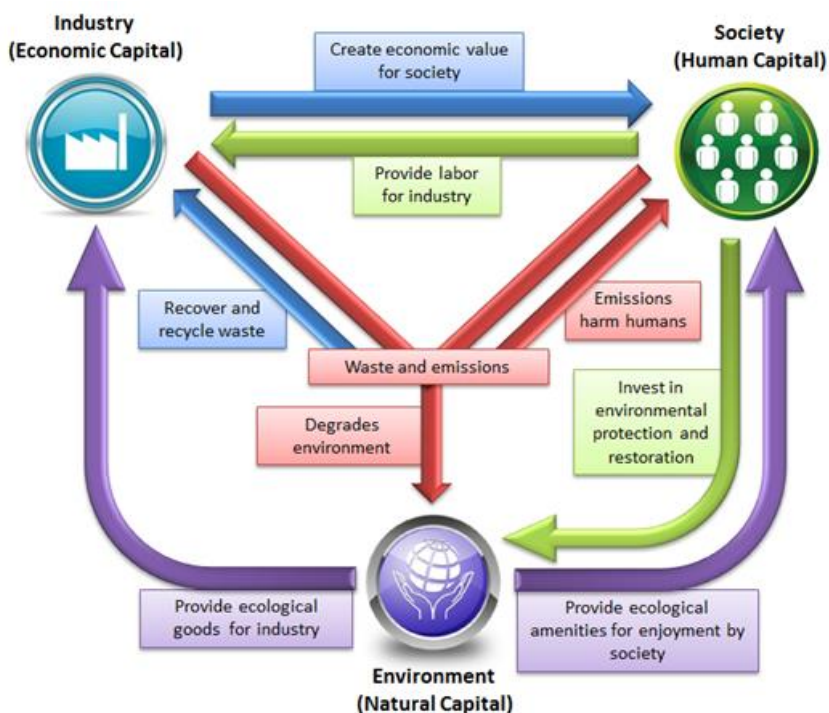 Industry
(Economic Capital)
Society
(Human Capital)
Create economic value
for society
Provide labor
for industry
Recover and
recycle waste
Emissions
harm humans
Waste and emissions
Degrades
environment
Invest in
environmental
protection and
restoration
Provide ecological
goods for industry
Provide ecological
amenities for enjoyment by
society
Environment
(Natural Capital)